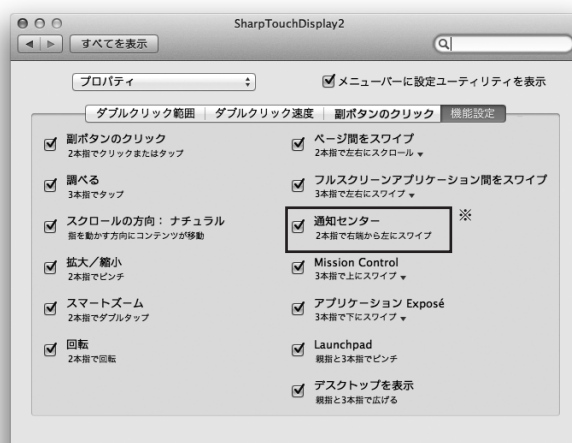 SharpTouchDisplay2
すべてを表示
プロパティ
メニューバーに設定ユーティリティを表示
ダブルクリック範囲 ダブルクリック速度 副ボタンのクリック 機能設定
副ボタンのクリック
2本指でクリックまたはタップ
調べる
3本指でタップ
スクロールの方向： ナチュラル
指を動かす方向にコンテンツが移動
拡大／縮小
2本指でピンチ
スマートズーム
2本指でダブルタップ
回転
2本指で回転
ページ間をスワイプ
2本指で左右にスクロール
フルスクリーンアプリケーション間をスワイプ
3本指で左右にスワイプ
通知センター
2本指で右端から左にスワイプ
※
Mission Control
3本指で上にスワイプ
アプリケーション Exposé
3本指で下にスワイプ
Launchpad
親指と3本指でピンチ
デスクトップを表示
親指と3本指で広げる